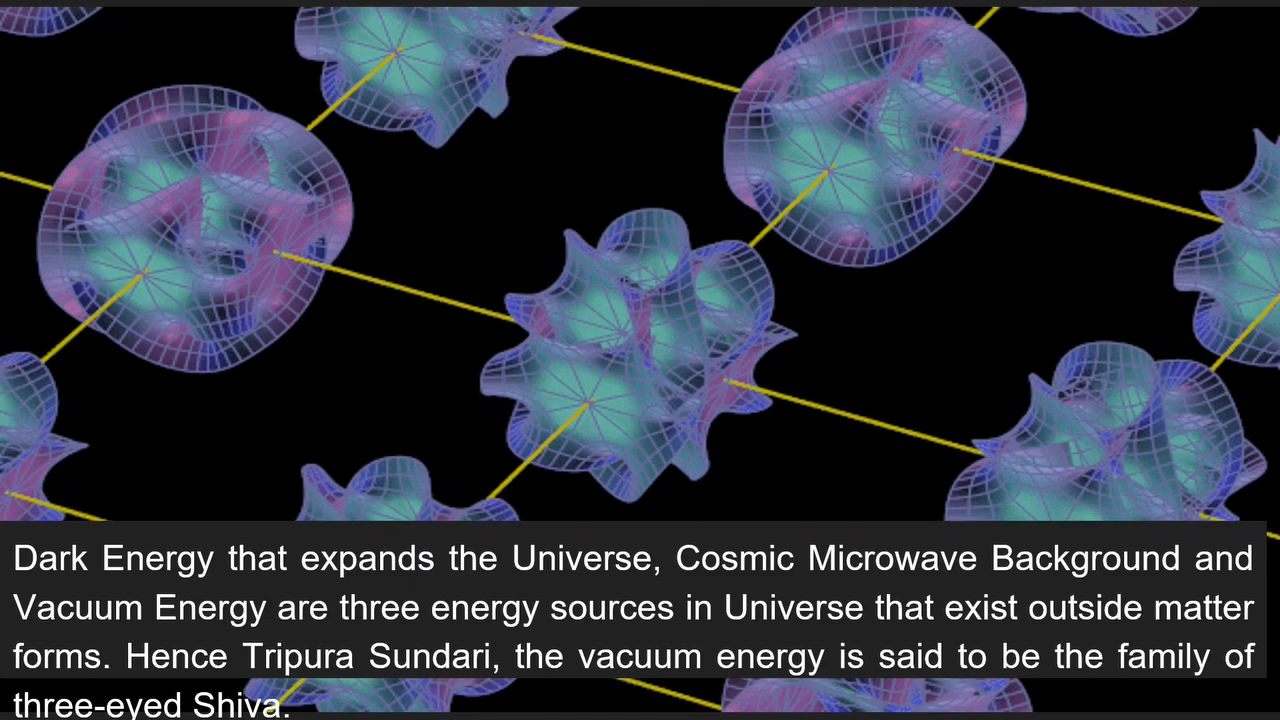 Dark Energy that expands the Universe, Cosmic Microwave Background and
Vacuum Energy are three energy sources in Universe that exist outside matter
forms. Hence Tripura Sundari, the vacuum energy is said to be the family of
three-eyed Shiva.